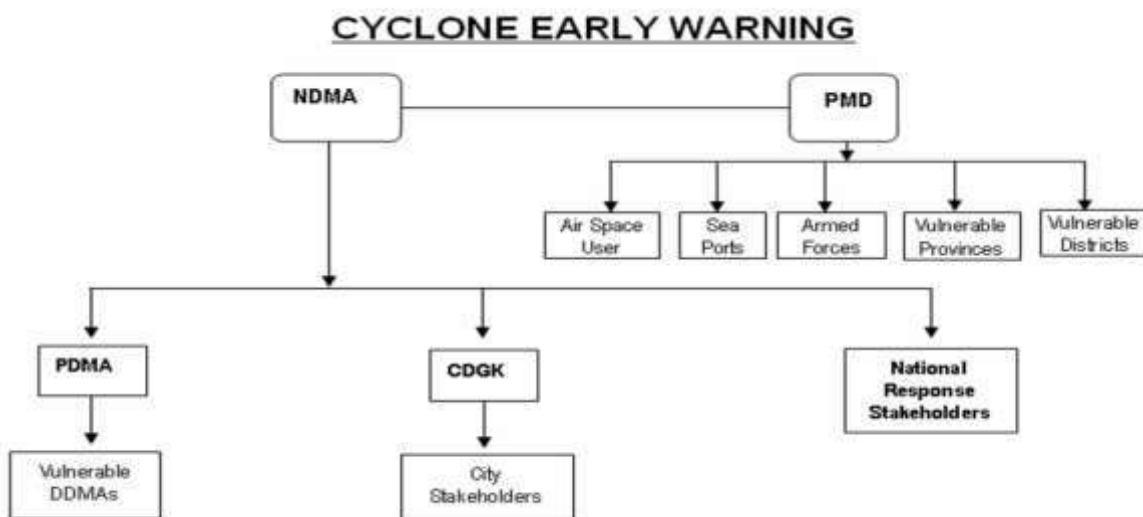 CYCLONE EARLY WARNING
NDMA
PMD
Air Space
User
Sea
Ports
Armed
Forces
Vulnerable
Provinces
Vulnerable
Districts
PDMA
CDGK
National
Response
Stakeholders
Vulnerable
DDMAs
City
Stakeholders